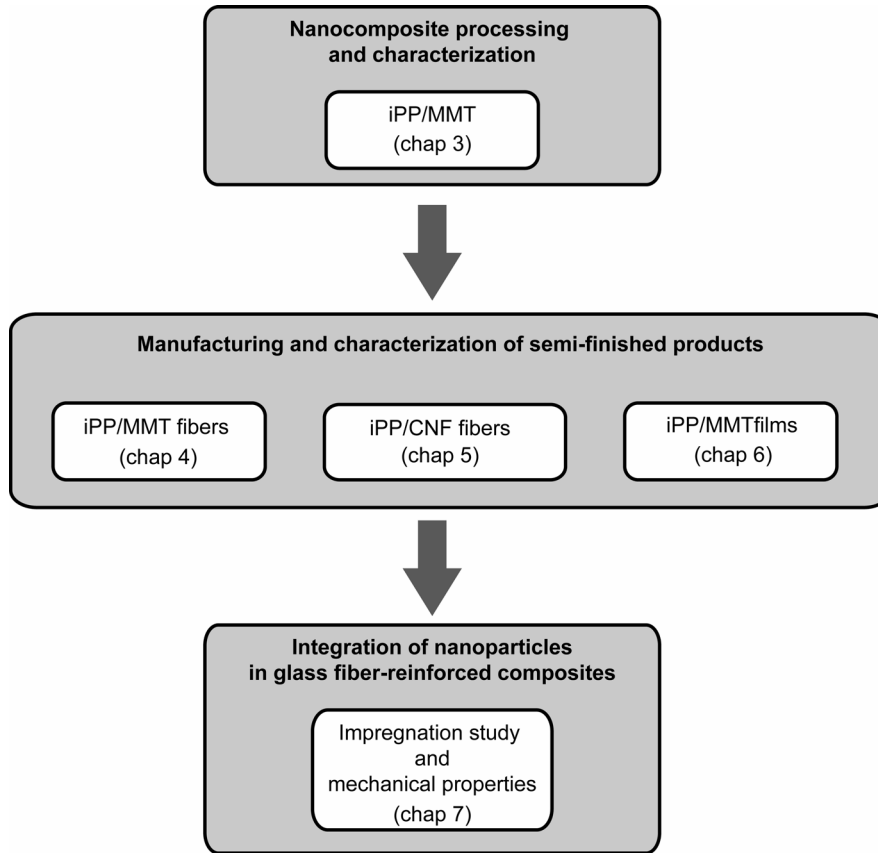 Nanocomposite processing
and characterization
iPP/MMT
(chap 3)
Manufacturing and characterization of semi-finished products
iPP/MMT fibers
(chap 4)
iPP/CNF fibers
(chap 5)
iPP/MMTfilms
(chap 6)
Integration of nanoparticles
in glass fiber-reinforced composites
Impregnation study
and
mechanical properties
(chap 7)